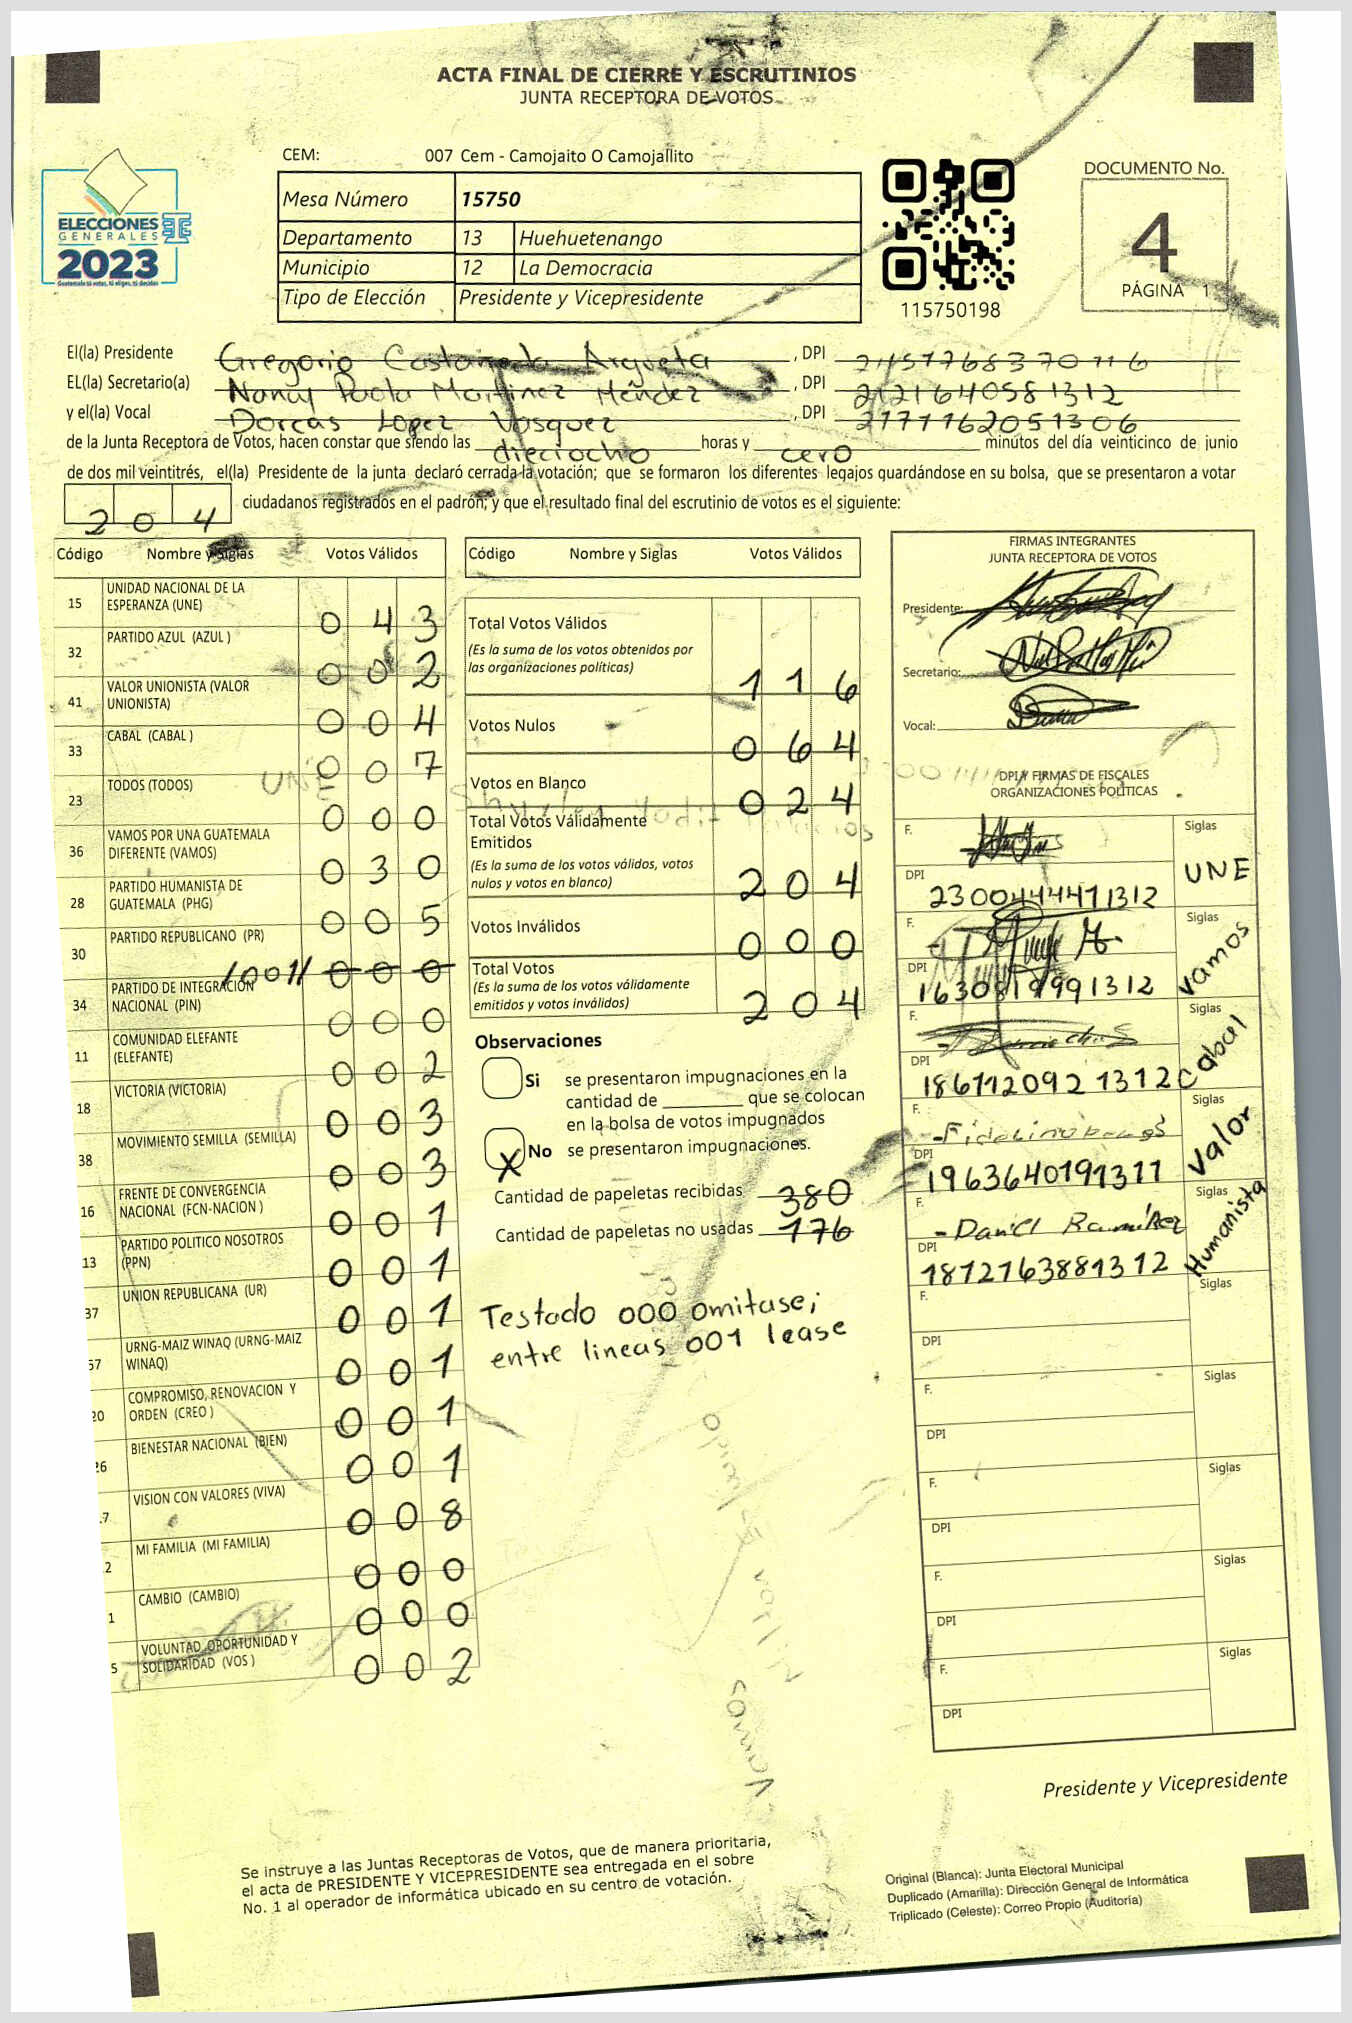 ACTA FINAL DE CIERRE Y ESCRUTINIOS
JUNTA RECEPTORA DE VOTOS
CEM: 007 Cem - Camojaito O Camojallito
ELECCIONES
GENERALES
2023
Guatemala tú votas, tú eliges, tú decides
Mesa Número 15750
Departamento 13 Huehuetenango
Municipio 12 La Democracia
Tipo de Elección Presidente y Vicepresidente
115750198
DOCUMENTO No.
4
PÁGINA 1
El(la) Presidente Gregorio Castañeda Argueta, DPI
EL(la) Secretario(a) Nancy Paola Martínez Méndez, DPI 2121640581312
y el(la) Vocal Dorcas Lopez Vasquez, DPI 2177162051306
de la Junta Receptora de Votos, hacen constar que siendo las dieciocho horas y cero minutos del día veinticinco de junio
de dos mil veintitrés, el(la) Presidente de la junta declaró cerrada la votación; que se formaron los diferentes legajos guardándose en su bolsa, que se presentaron a votar
204 ciudadanos registrados en el padrón; y que el resultado final del escrutinio de votos es el siguiente:
Código Nombre y Siglas Votos Válidos
15 UNIDAD NACIONAL DE LA ESPERANZA (UNE) 0 4 3
32 PARTIDO AZUL (AZUL ) 0 0 2
41 VALOR UNIONISTA (VALOR UNIONISTA) 0 0 4
33 CABAL (CABAL ) 0 0 7
23 TODOS (TODOS) 0 0 0
36 VAMOS POR UNA GUATEMALA DIFERENTE (VAMOS) 0 3 0
28 PARTIDO HUMANISTA DE GUATEMALA (PHG) 0 0 5
30 PARTIDO REPUBLICANO (PR) /001/ 0 0 0
34 PARTIDO DE INTEGRACIÓN NACIONAL (PIN) 0 0 0
11 COMUNIDAD ELEFANTE (ELEFANTE) 0 0 2
18 VICTORIA (VICTORIA) 0 0 3
38 MOVIMIENTO SEMILLA (SEMILLA) 0 0 3
16 FRENTE DE CONVERGENCIA NACIONAL (FCN-NACION ) 0 0 1
13 PARTIDO POLITICO NOSOTROS (PPN) 0 0 1
37 UNION REPUBLICANA (UR) 0 0 1
57 URNG-MAIZ WINAQ (URNG-MAIZ WINAQ) 0 0 1
20 COMPROMISO, RENOVACION Y ORDEN (CREO ) 0 0 1
26 BIENESTAR NACIONAL (BIEN) 0 0 1
7 VISION CON VALORES (VIVA) 0 0 8
2 MI FAMILIA (MI FAMILIA) 0 0 0
1 CAMBIO (CAMBIO) 0 0 0
5 VOLUNTAD, OPORTUNIDAD Y SOLIDARIDAD (VOS ) 0 0 2
Código Nombre y Siglas Votos Válidos
Total Votos Válidos 1 1 6
(Es la suma de los votos obtenidos por
las organizaciones políticas)
Votos Nulos 0 6 4
Votos en Blanco 0 2 4
Total Votos Válidamente
Emitidos
(Es la suma de los votos válidos, votos
nulos y votos en blanco) 2 0 4
Votos Inválidos 0 0 0
Total Votos
(Es la suma de los votos válidamente
emitidos y votos inválidos) 2 0 4
Observaciones
Si se presentaron impugnaciones en la
cantidad de ________ que se colocan
en la bolsa de votos impugnados
X No se presentaron impugnaciones.
Cantidad de papeletas recibidas 380
Cantidad de papeletas no usadas 176
Testado 000 omitase;
entre lineas 001 lease
FIRMAS INTEGRANTES
JUNTA RECEPTORA DE VOTOS
Presidente:
Secretario:
Vocal:
DPI Y FIRMAS DE FISCALES
ORGANIZACIONES POLÍTICAS
F. Siglas UNE
DPI 2300444471312
F. Siglas Vamos
DPI 1630819991312
F. Siglas Cabal
DPI 1861120921312
F. Siglas Valor
DPI 1963640191311
F. -Daniel Ramírez Siglas Humanista
DPI 1812163881312
F. Siglas
DPI
F. Siglas
DPI
F. Siglas
DPI
F. Siglas
DPI
F. Siglas
DPI
Presidente y Vicepresidente
Se instruye a las Juntas Receptoras de Votos, que de manera prioritaria,
el acta de PRESIDENTE Y VICEPRESIDENTE sea entregada en el sobre
No. 1 al operador de informática ubicado en su centro de votación.
Original (Blanca): Junta Electoral Municipal
Duplicado (Amarilla): Dirección General de Informática
Triplicado (Celeste): Correo Propio (Auditoría)